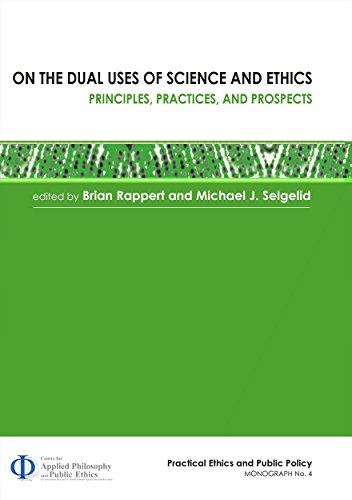 ON THE DUAL USES OF SCIENCE AND ETHICS
PRINCIPLES, PRACTICES, AND PROSPECTS
edited by Brian Rappert and Michael J. Selgelid
Centre for
Applied Philosophy
and Public Ethics
Practical Ethics and Public Policy
MONOGRAPH No. 4